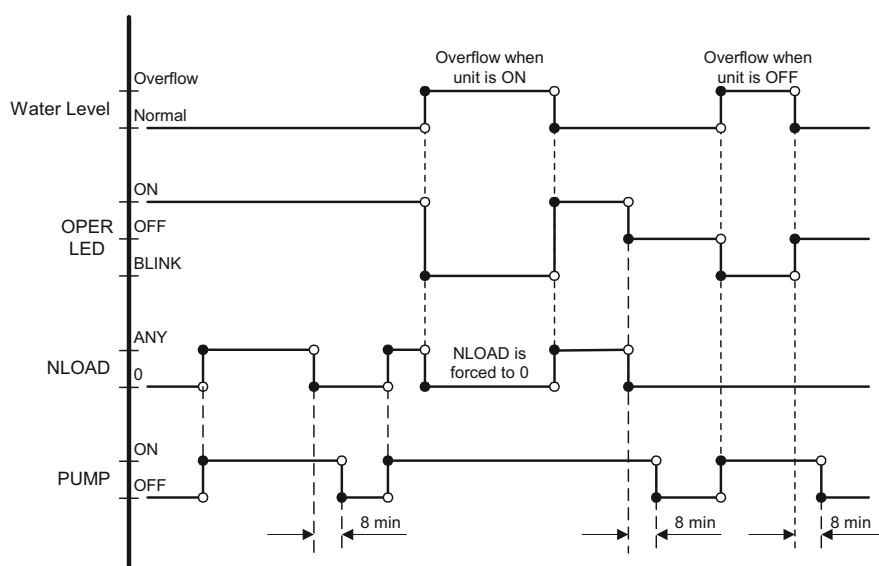 Overflow when
unit is ON
Overflow when
unit is OFF
Overflow
Water Level
Normal
ON
OPER
LED
OFF
BLINK
ANY
NLOAD
0
NLOAD is
forced to 0
ON
PUMP
OFF
8 min
8 min
8 min